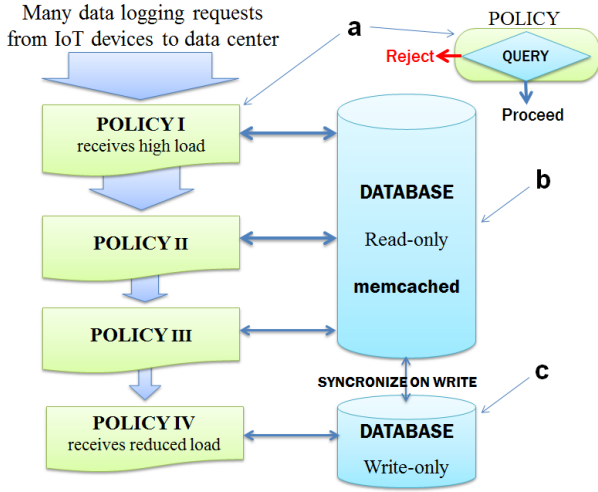 Many data logging requests
from IoT devices to data center
a
POLICY
QUERY
Reject
Proceed
POLICY I
receives high load
POLICY II
POLICY III
POLICY IV
receives reduced load
DATABASE
Read-only
memcached
b
SYNCRONIZE ON WRITE
c
DATABASE
Write-only